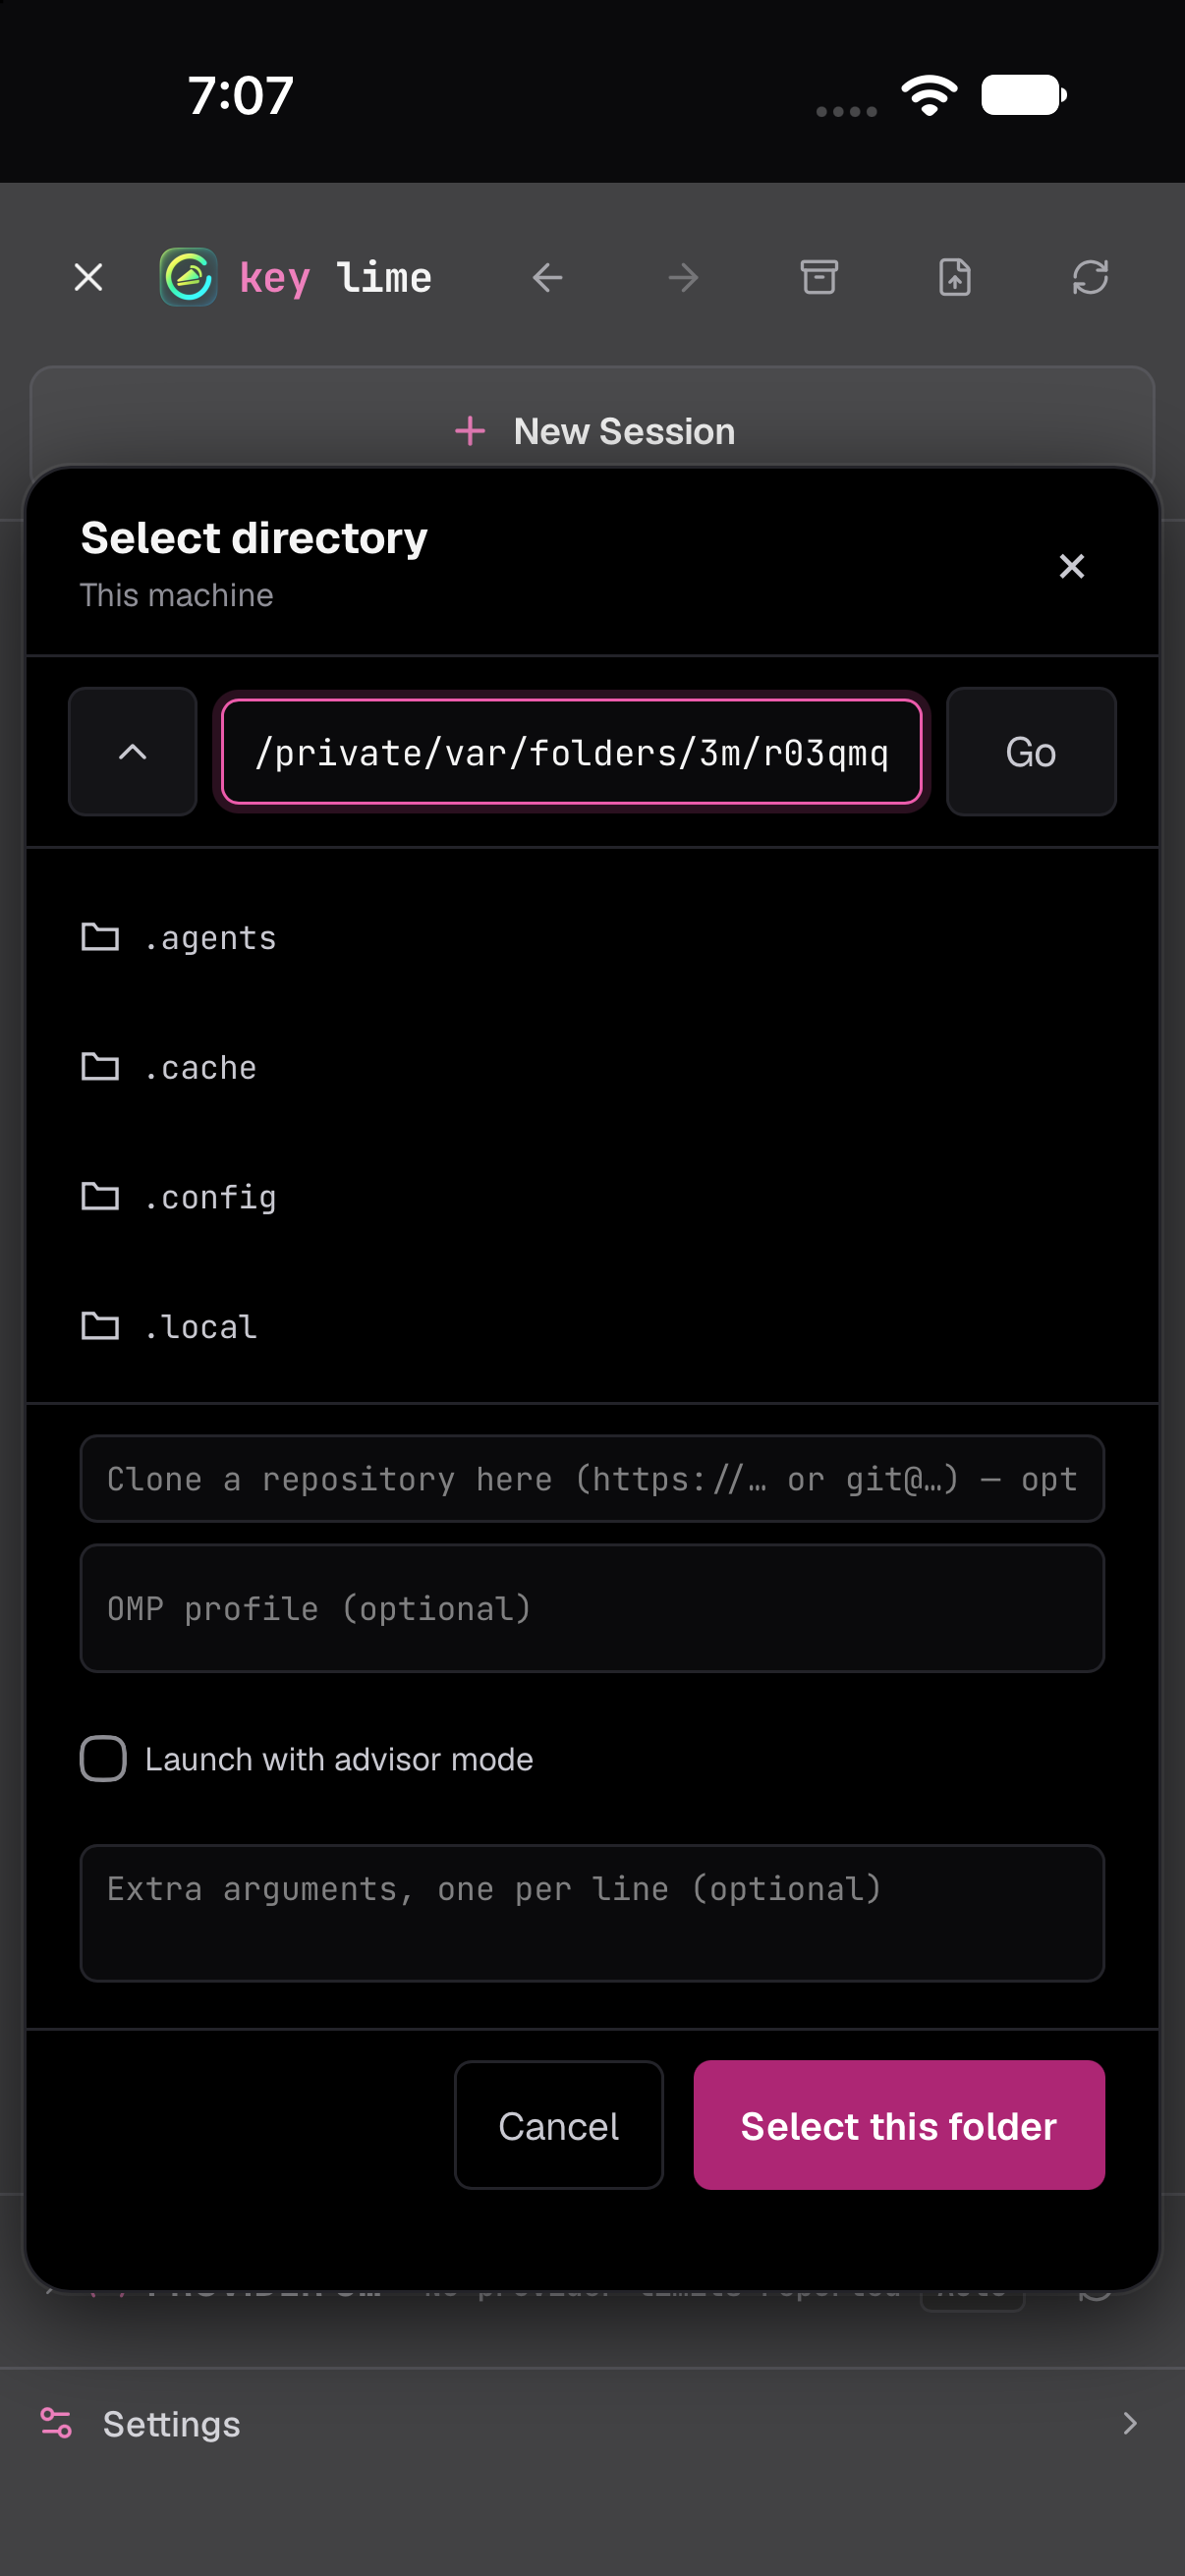 7:07
key lime
New Session
Select directory
This machine
/private/var/folders/3m/r03qmq
Go
.agents
.cache
.config
.local
Clone a repository here (https://… or git@…) — opt
OMP profile (optional)
Launch with advisor mode
Extra arguments, one per line (optional)
Cancel
Select this folder
Settings